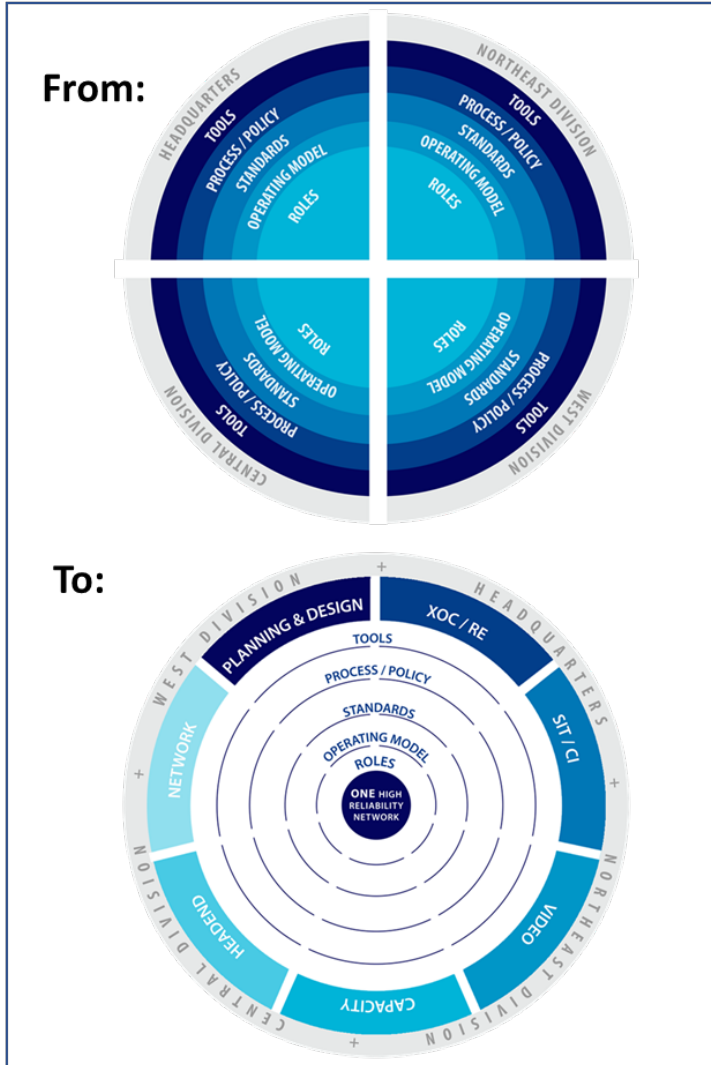 From:
HEADQUARTERS
TOOLS
PROCESS / POLICY
STANDARDS
OPERATING MODEL
ROLES
NORTHEAST DIVISION
TOOLS
PROCESS / POLICY
STANDARDS
OPERATING MODEL
ROLES
CENTRAL DIVISION
TOOLS
PROCESS / POLICY
STANDARDS
OPERATING MODEL
ROLES
WEST DIVISION
TOOLS
PROCESS / POLICY
STANDARDS
OPERATING MODEL
ROLES
To:
WEST DIVISION
+
HEADQUARTERS
+
NORTHEAST DIVISION
+
CENTRAL DIVISION
+
PLANNING & DESIGN
XOC / RE
SIT / CI
VIDEO
CAPACITY
HEADEND
NETWORK
TOOLS
PROCESS / POLICY
STANDARDS
OPERATING MODEL
ROLES
ONE HIGH
RELIABILITY
NETWORK